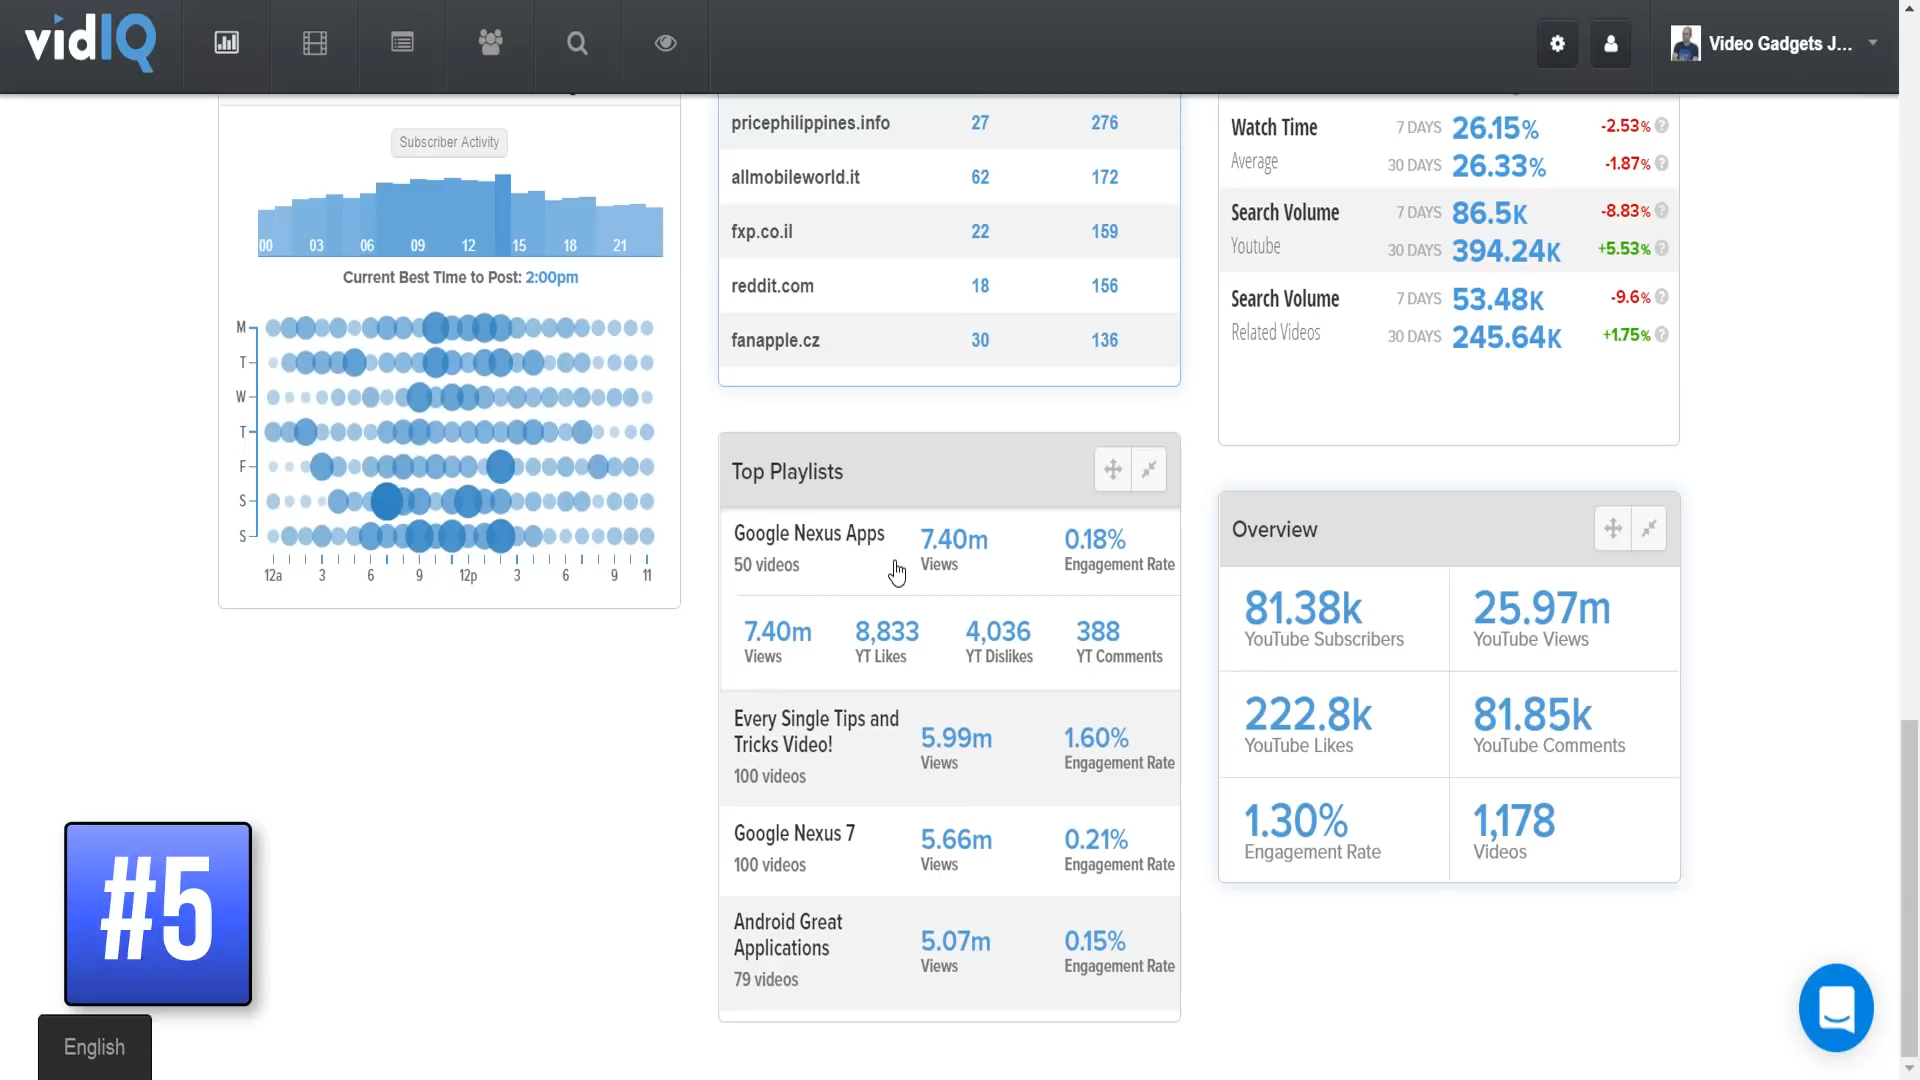 vidIQ
Video Gadgets J...
Subscriber Activity
00 03 06 09 12 15 18 21
Current Best TIme to Post: 2:00pm
M
T
W
T
F
S
S
12a 3 6 9 12p 3 6 9 11
pricephilippines.info 27 276
allmobileworld.it 62 172
fxp.co.il 22 159
reddit.com 18 156
fanapple.cz 30 136
Top Playlists
Google Nexus Apps 7.40m 0.18%
50 videos Views Engagement Rate
7.40m 8,833 4,036 388
Views YT Likes YT Dislikes YT Comments
Every Single Tips and
Tricks Video! 5.99m 1.60%
100 videos Views Engagement Rate
Google Nexus 7 5.66m 0.21%
100 videos Views Engagement Rate
Android Great
Applications 5.07m 0.15%
79 videos Views Engagement Rate
Watch Time 7 DAYS 26.15% -2.53% ?
Average 30 DAYS 26.33% -1.87% ?
Search Volume 7 DAYS 86.5K -8.83% ?
Youtube 30 DAYS 394.24K +5.53% ?
Search Volume 7 DAYS 53.48K -9.6% ?
Related Videos 30 DAYS 245.64K +1.75% ?
Overview
81.38k 25.97m
YouTube Subscribers YouTube Views
222.8k 81.85k
YouTube Likes YouTube Comments
1.30% 1,178
Engagement Rate Videos
#5
English